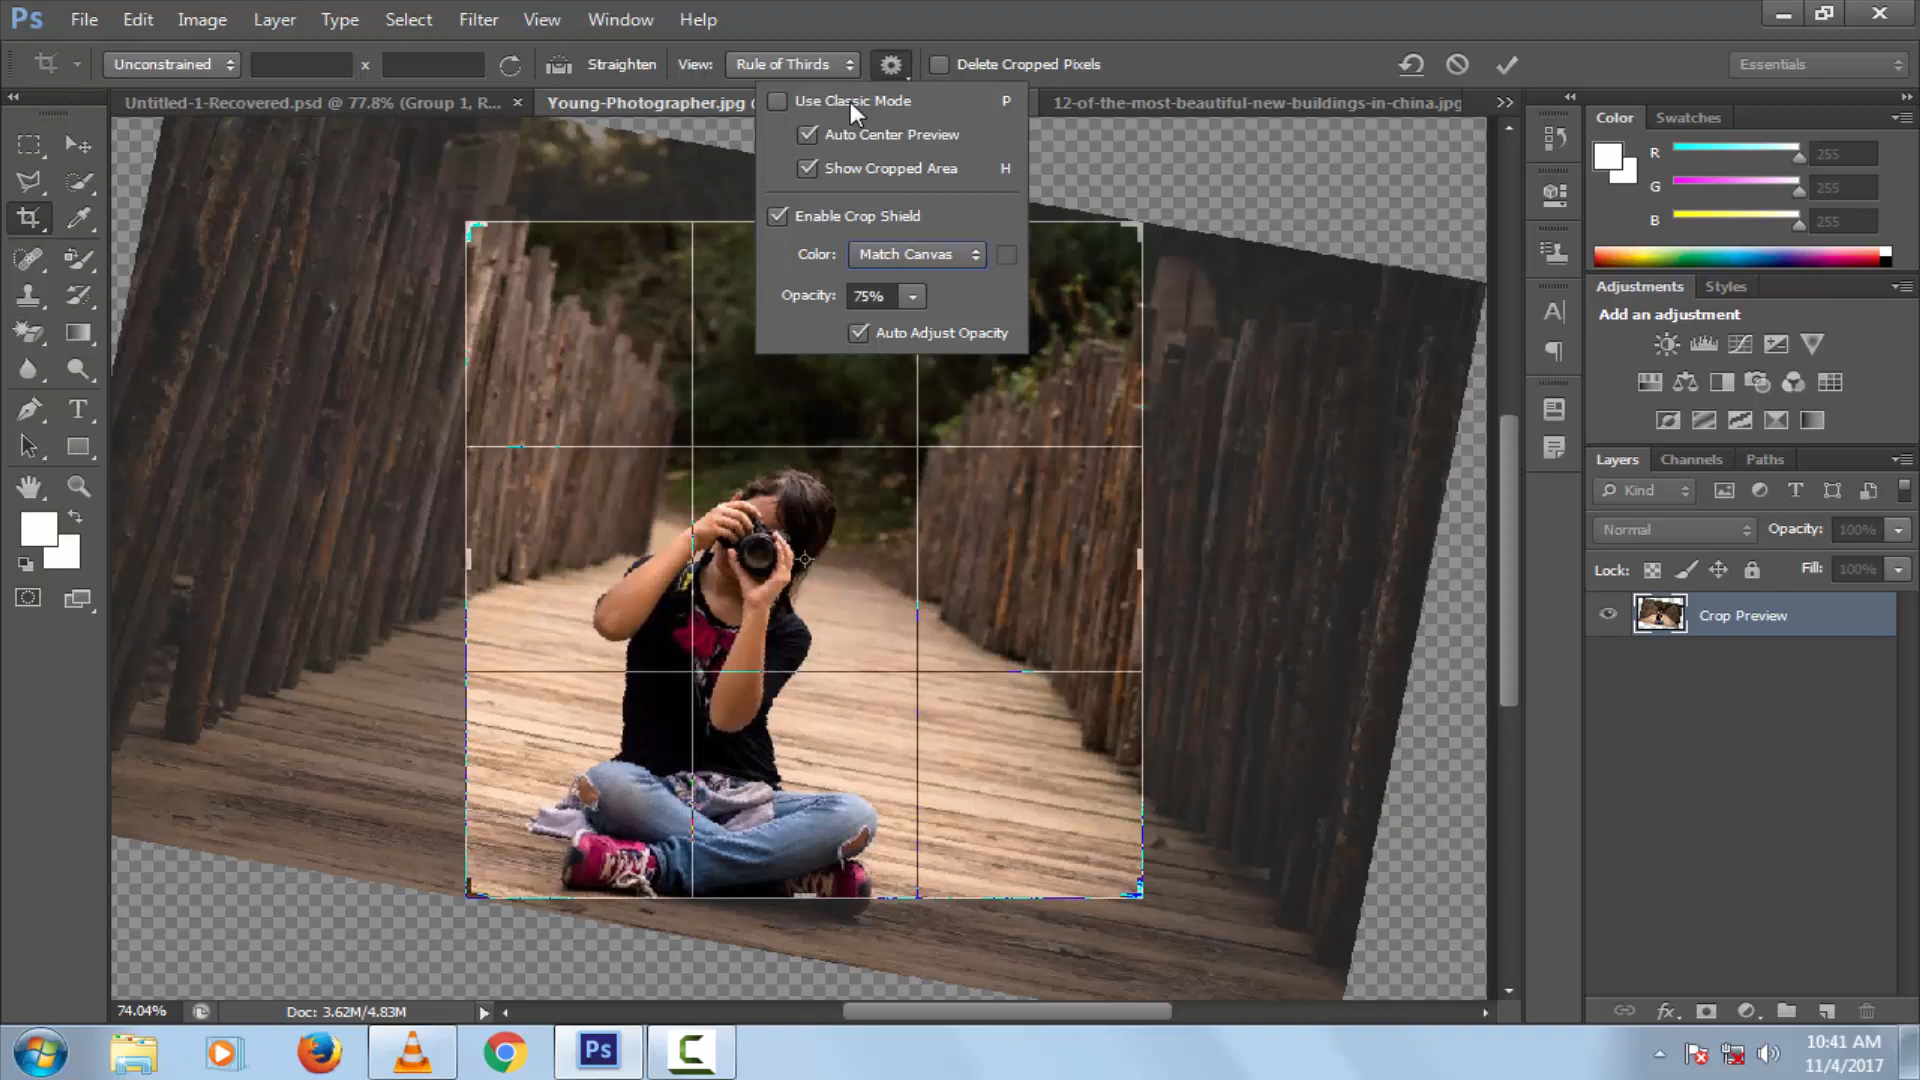 Ps File Edit Image Layer Type Select Filter View Window Help
Unconstrained x Straighten View: Rule of Thirds Delete Cropped Pixels Essentials
Untitled-1-Recovered.psd @ 77.8% (Group 1, R... × Young-Photographer.jpg 12-of-the-most-beautiful-new-buildings-in-china.jpg
Use Classic Mode P
Auto Center Preview
Show Cropped Area H
Enable Crop Shield
Color: Match Canvas
Opacity: 75%
Auto Adjust Opacity
Color Swatches
R 255
G 255
B 255
Adjustments Styles
Add an adjustment
Layers Channels Paths
Kind
Normal Opacity: 100%
Lock: Fill: 100%
Crop Preview
74.04% Doc: 3.62M/4.83M
Ps
10:41 AM
11/4/2017